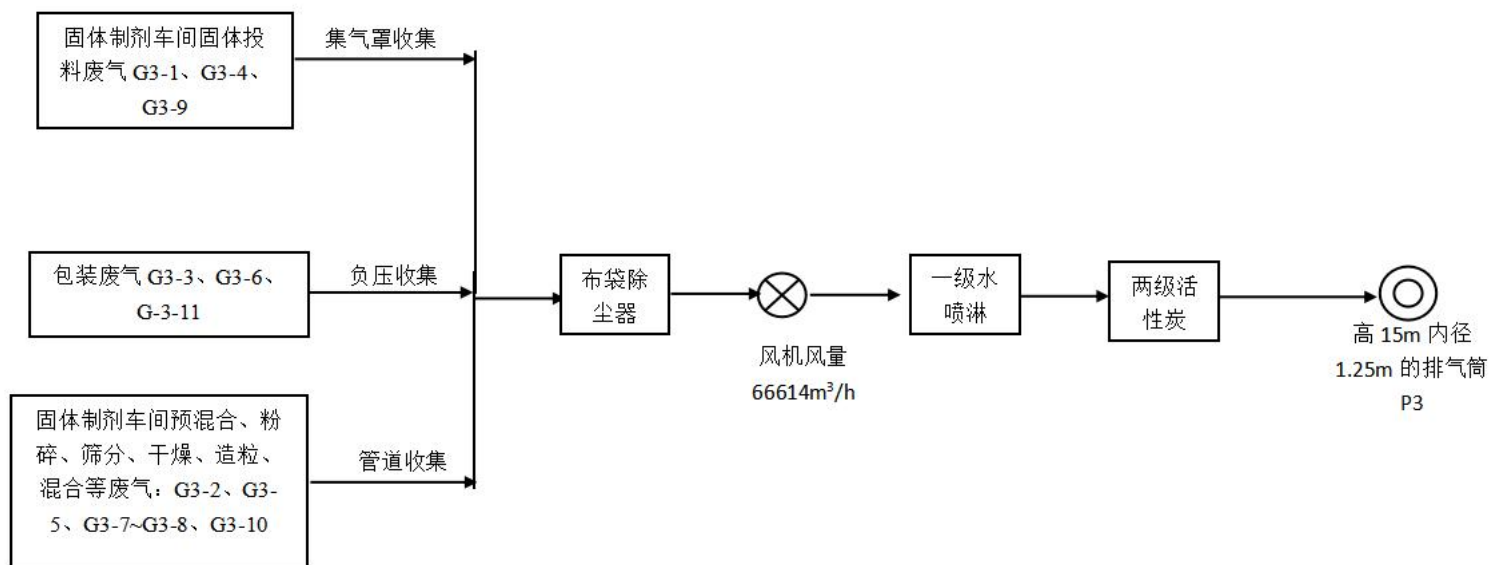 固体制剂车间固体投
料废气 G3-1、G3-4、
G3-9
集气罩收集
包装废气 G3-3、G3-6、
G-3-11
负压收集
固体制剂车间预混合、粉
碎、筛分、干燥、造粒、
混合等废气：G3-2、G3-
5、G3-7~G3-8、G3-10
管道收集
布袋除
尘器
风机风量
66614m³/h
一级水
喷淋
两级活
性炭
高 15m 内径
1.25m 的排气筒
P3